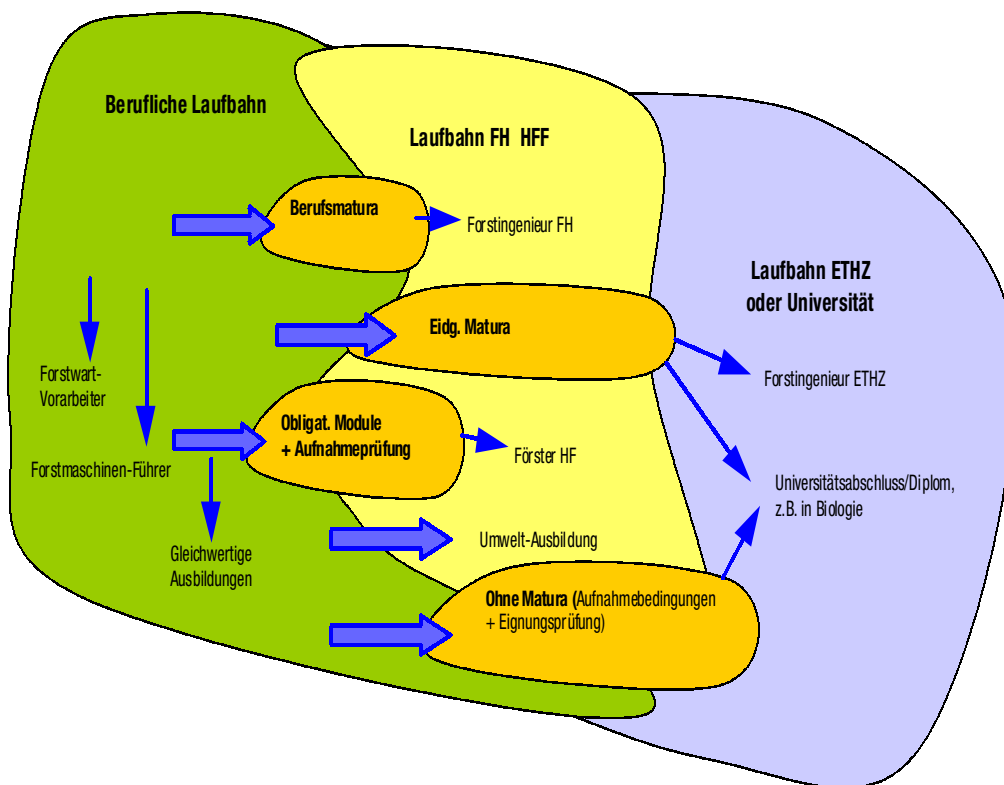 Berufliche Laufbahn
Laufbahn FH HFF
Laufbahn ETHZ
oder Universität
Berufsmatura
Forstingenieur FH
Eidg. Matura
Forstingenieur ETHZ
Forstwart-
Vorarbeiter
Obligat. Module
+ Aufnahmeprüfung
Förster HF
Forstmaschinen-Führer
Universitätsabschluss/Diplom,
z.B. in Biologie
Gleichwertige
Ausbildungen
Umwelt-Ausbildung
Ohne Matura (Aufnahmebedingungen
+ Eignungsprüfung)